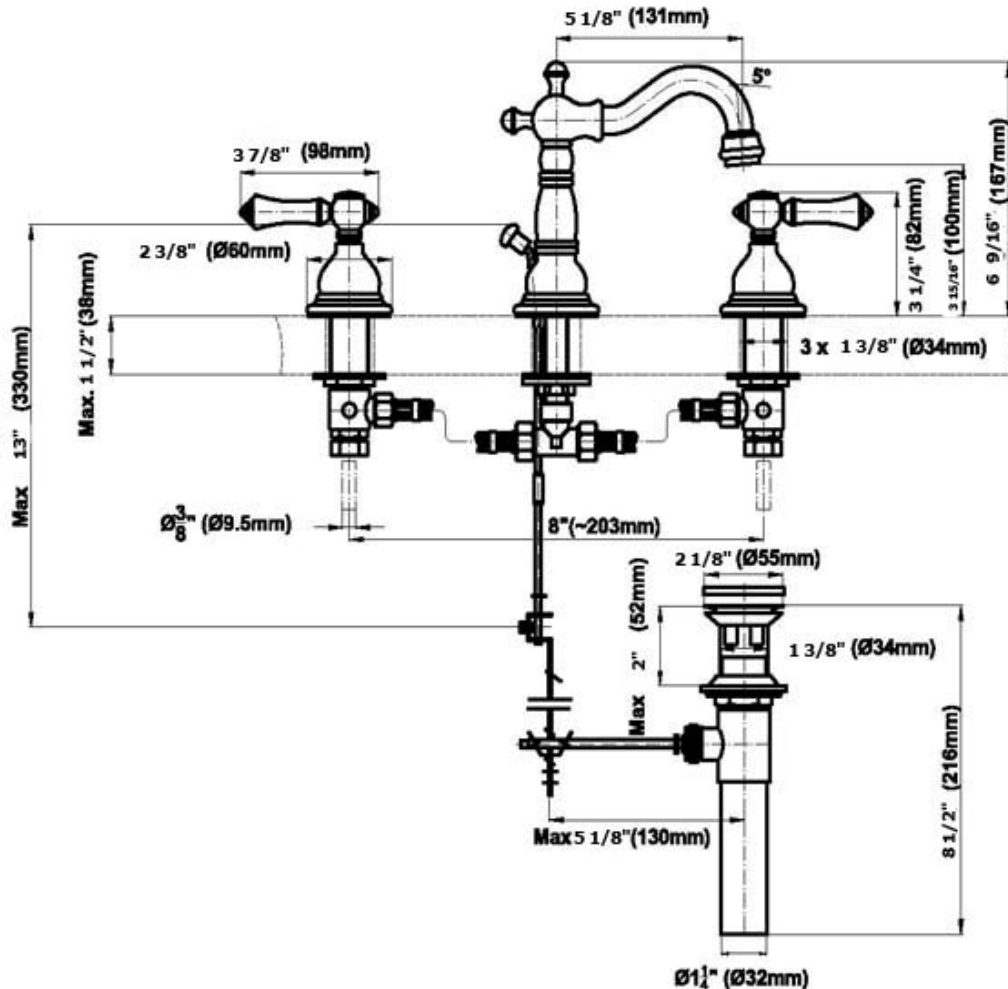 5 1/8" (131mm)
5°
3 7/8" (98mm)
2 3/8" (Ø60mm)
3 1/4" (82mm)
3 15/16" (100mm)
6 9/16" (167mm)
Max 13" (330mm)
Max. 1 1/2" (38mm)
3 x 1 3/8" (Ø34mm)
Ø3/8" (Ø9.5mm)
8"(~203mm)
2 1/8" (Ø55mm)
Max 2" (52mm)
1 3/8" (Ø34mm)
8 1/2" (216mm)
Max 5 1/8"(130mm)
Ø1 1/4" (Ø32mm)